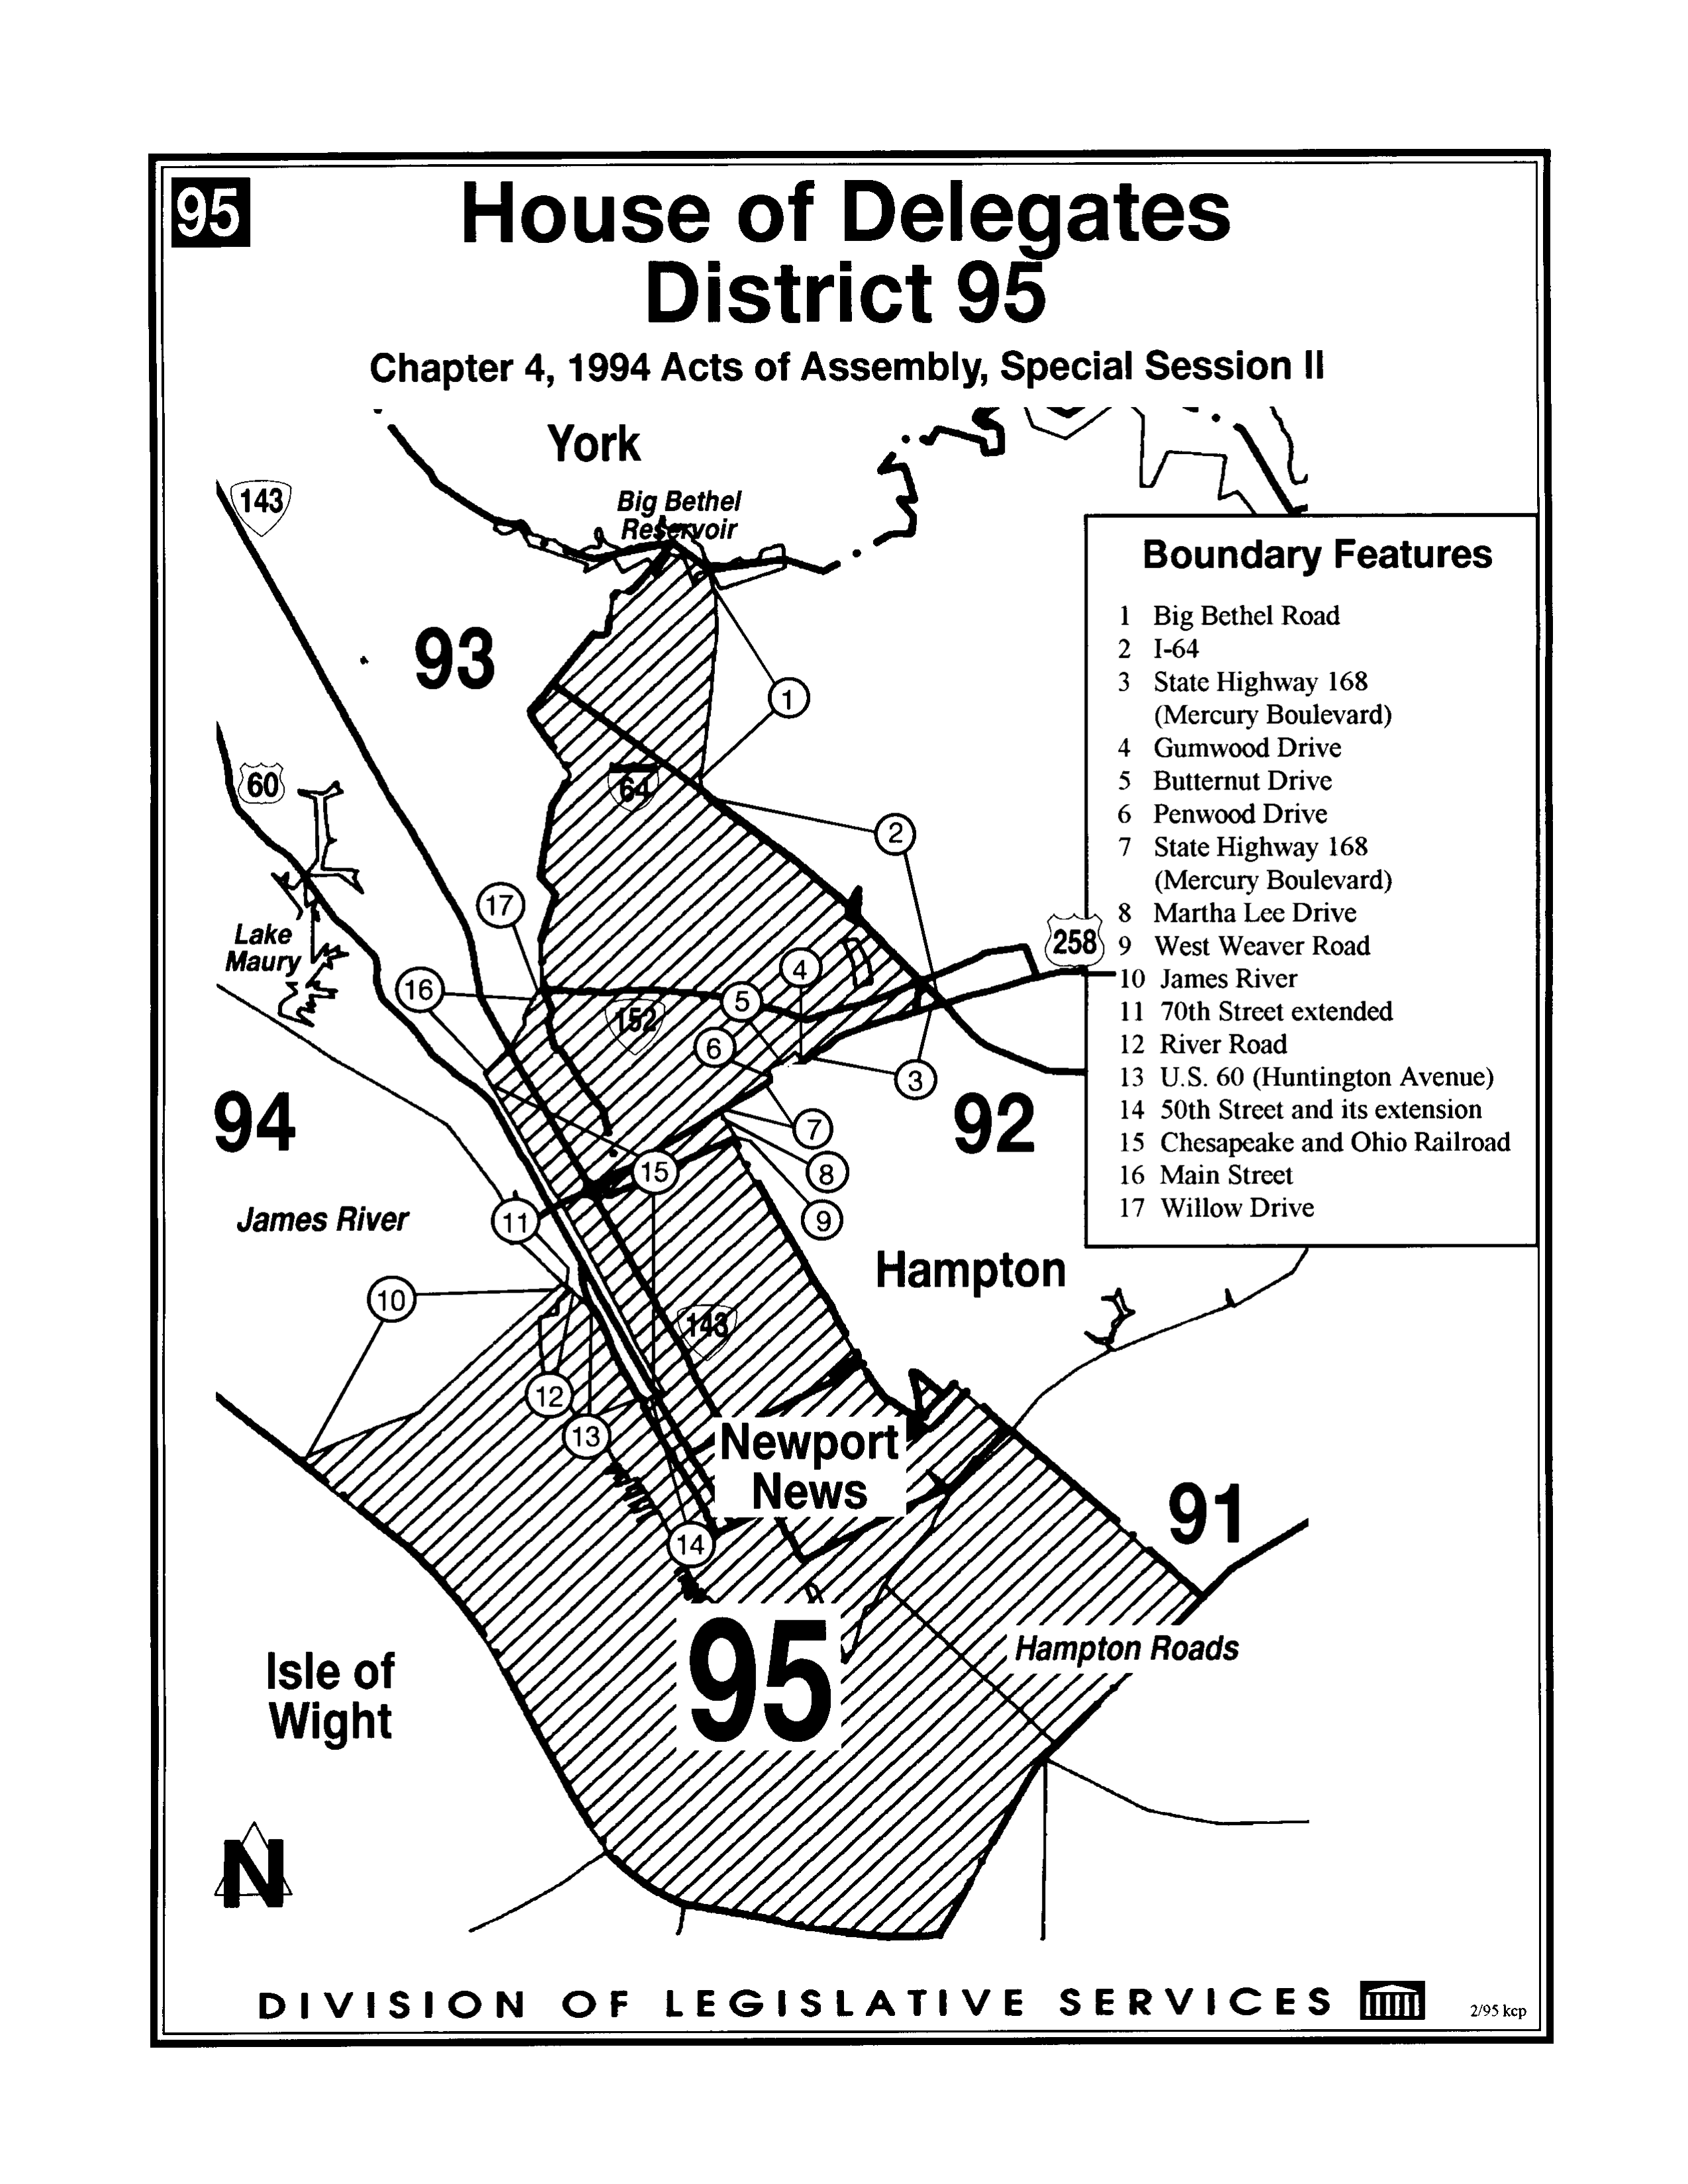 95
House of Delegates
District 95
Chapter 4, 1994 Acts of Assembly, Special Session II
York
Big Bethel
Reservoir
143
93
1
64
60
2
17
Lake
Maury
16
4
5
152
6
3
258
94
92
7
8
15
9
11
James River
10
Hampton
143
12
13
Newport
News
14
91
95
Hampton Roads
Isle of
Wight
N
Boundary Features
1 Big Bethel Road
2 I-64
3 State Highway 168
(Mercury Boulevard)
4 Gumwood Drive
5 Butternut Drive
6 Penwood Drive
7 State Highway 168
(Mercury Boulevard)
8 Martha Lee Drive
9 West Weaver Road
10 James River
11 70th Street extended
12 River Road
13 U.S. 60 (Huntington Avenue)
14 50th Street and its extension
15 Chesapeake and Ohio Railroad
16 Main Street
17 Willow Drive
DIVISION OF LEGISLATIVE SERVICES
2/95 kcp